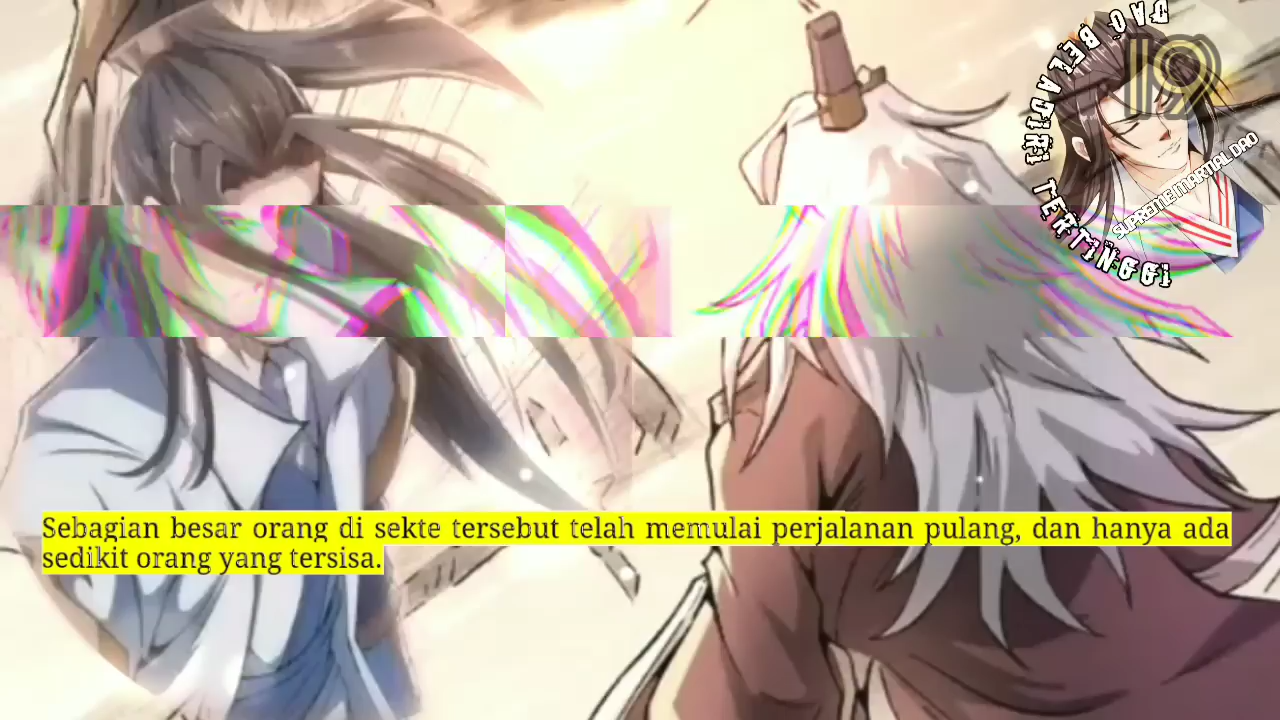 DAO BELADIRI TERTINGGI
19
SUPREME MARTIAL DAO
Sebagian besar orang di sekte tersebut telah memulai perjalanan pulang, dan hanya ada
sedikit orang yang tersisa.